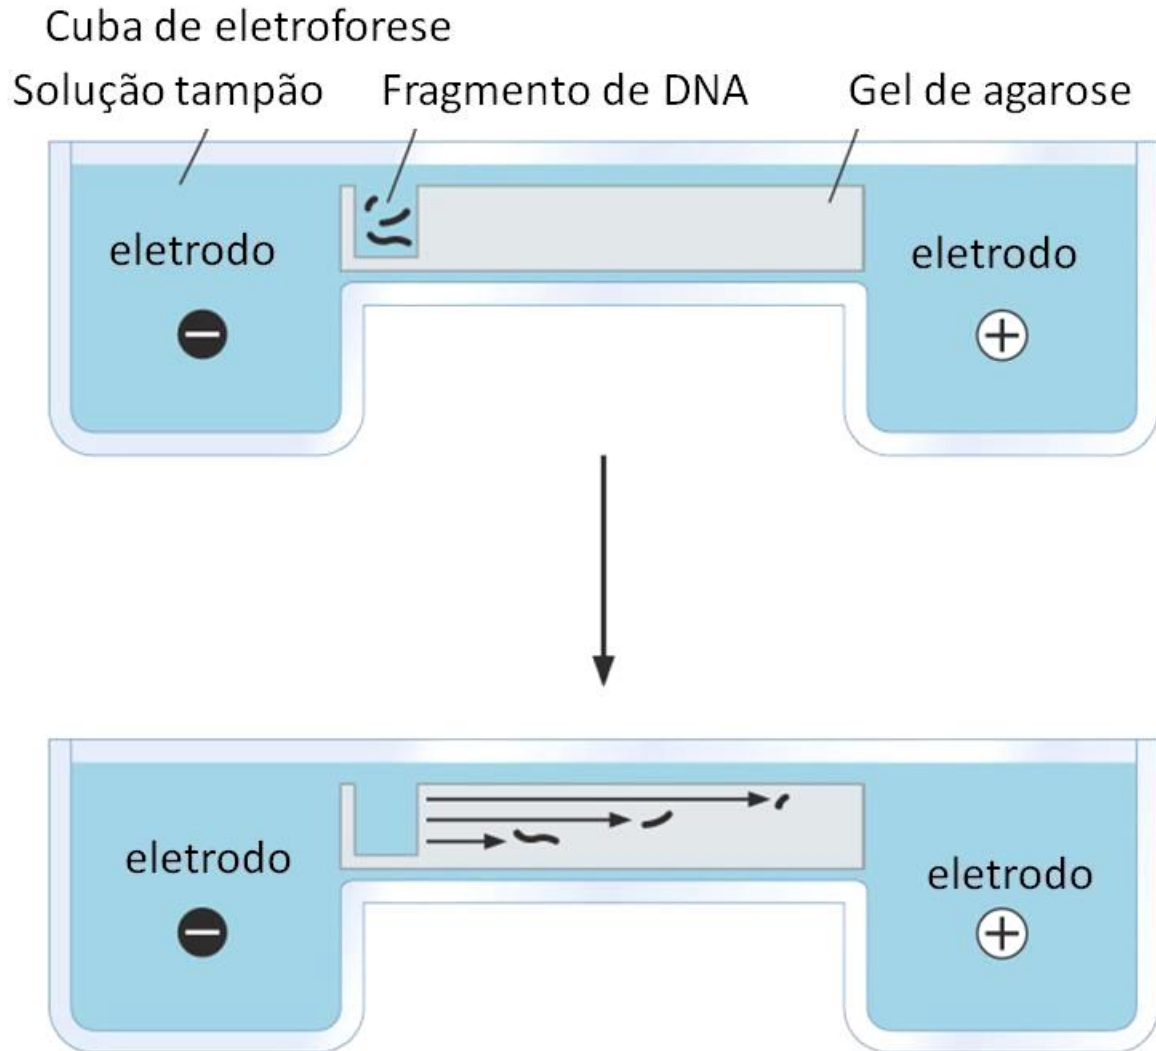 Cuba de eletroforese
Solução tampão
Fragmento de DNA
Gel de agarose
eletrodo
eletrodo
−
+
eletrodo
eletrodo
−
+